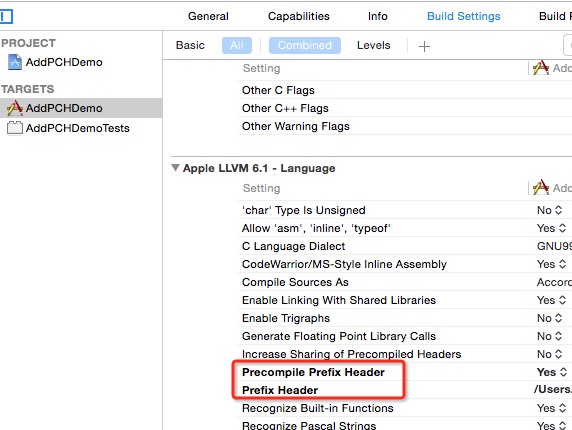 General Capabilities Info Build Settings Build
Basic All Combined Levels +
PROJECT
AddPCHDemo
TARGETS
AddPCHDemo
AddPCHDemoTests
Setting Add
Other C Flags
Other C++ Flags
Other Warning Flags
Apple LLVM 6.1 - Language
Setting Add
'char' Type Is Unsigned No
Allow 'asm', 'inline', 'typeof' Yes
C Language Dialect GNU99
CodeWarrior/MS-Style Inline Assembly Yes
Compile Sources As Accord
Enable Linking With Shared Libraries Yes
Enable Trigraphs No
Generate Floating Point Library Calls No
Increase Sharing of Precompiled Headers No
Precompile Prefix Header Yes
Prefix Header /Users.
Recognize Built-in Functions Yes
Recognize Pascal Strings Yes